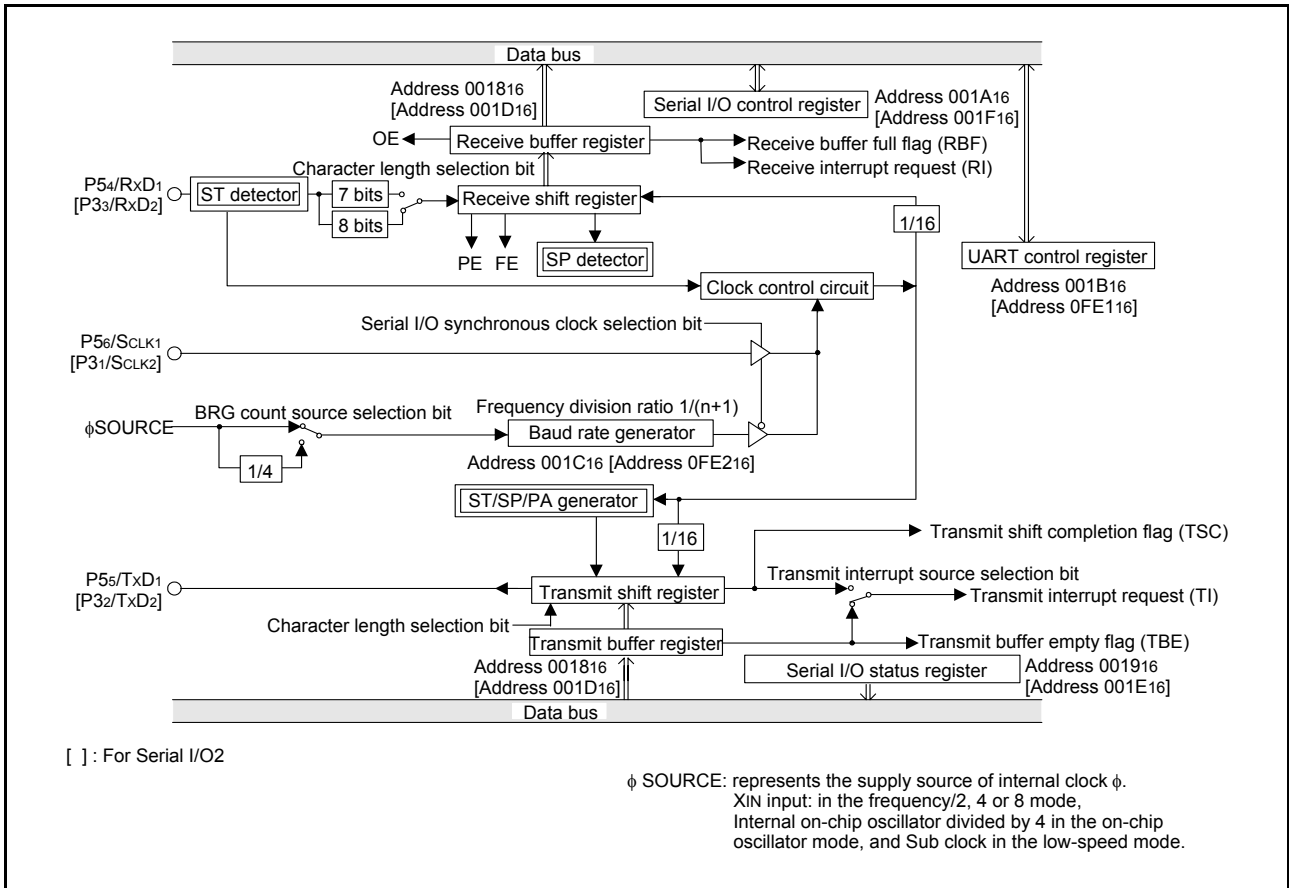 Data bus
Address 001816
[Address 001D16]
Serial I/O control register
Address 001A16
[Address 001F16]
OE
Receive buffer register
Receive buffer full flag (RBF)
Receive interrupt request (RI)
Character length selection bit
P54/RxD1
[P33/RxD2]
ST detector
7 bits
8 bits
Receive shift register
1/16
PE FE
SP detector
UART control register
Address 001B16
[Address 0FE116]
Clock control circuit
Serial I/O synchronous clock selection bit
P56/SCLK1
[P31/SCLK2]
BRG count source selection bit
Frequency division ratio 1/(n+1)
ϕSOURCE
Baud rate generator
1/4
Address 001C16 [Address 0FE216]
ST/SP/PA generator
1/16
Transmit shift completion flag (TSC)
P55/TxD1
[P32/TxD2]
Transmit shift register
Transmit interrupt source selection bit
Transmit interrupt request (TI)
Character length selection bit
Transmit buffer register
Transmit buffer empty flag (TBE)
Address 001816
[Address 001D16]
Serial I/O status register
Address 001916
[Address 001E16]
Data bus
[ ] : For Serial I/O2
ϕ SOURCE: represents the supply source of internal clock ϕ.
XIN input: in the frequency/2, 4 or 8 mode,
Internal on-chip oscillator divided by 4 in the on-chip
oscillator mode, and Sub clock in the low-speed mode.